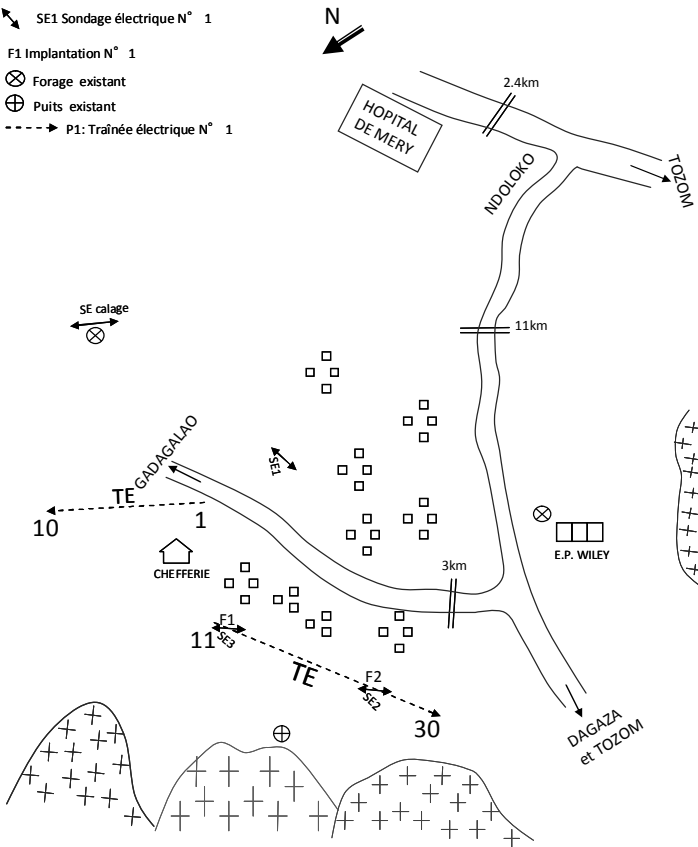 SE1 Sondage électrique N° 1
F1 Implantation N° 1
Forage existant
Puits existant
P1: Traînée électrique N° 1
N
2.4km
HOPITAL
DE MERY
NDOLOKO
TOZOM
SE calage
11km
GADAGALAO
SE1
TE
10
1
E.P. WILEY
CHEFFERIE
3km
F1
11
SE3
TE
F2
SE2
30
DAGAZA
et TOZOM